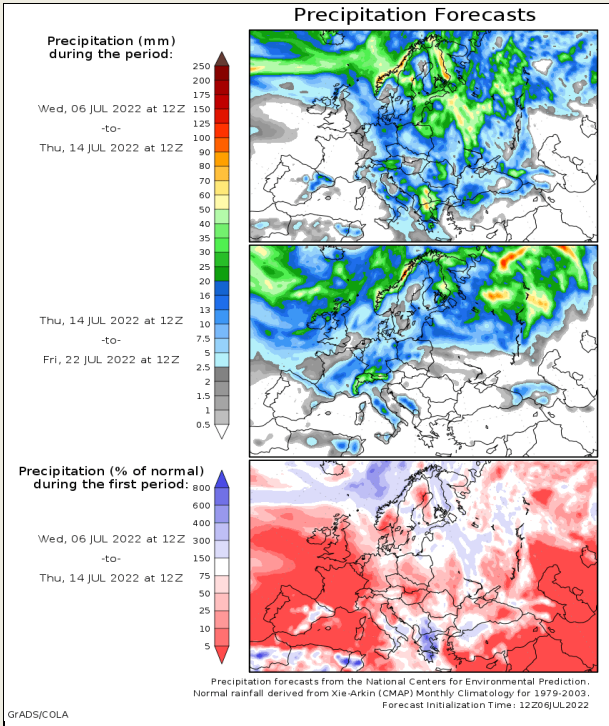 Precipitation Forecasts
Precipitation (mm)
during the period:
Wed, 06 JUL 2022 at 12Z
-to-
Thu, 14 JUL 2022 at 12Z
250
200
175
150
125
100
90
80
70
60
50
40
35
30
25
20
16
13
10
7.5
5
2.5
2
1.5
1
0.5
Thu, 14 JUL 2022 at 12Z
-to-
Fri, 22 JUL 2022 at 12Z
Precipitation (% of normal)
during the first period:
Wed, 06 JUL 2022 at 12Z
-to-
Thu, 14 JUL 2022 at 12Z
800
600
400
300
150
75
50
25
10
5
Precipitation forecasts from the National Centers for Environmental Prediction.
Normal rainfall derived from Xie-Arkin (CMAP) Monthly Climatology for 1979-2003.
Forecast Initialization Time: 12Z06JUL2022
GrADS/COLA